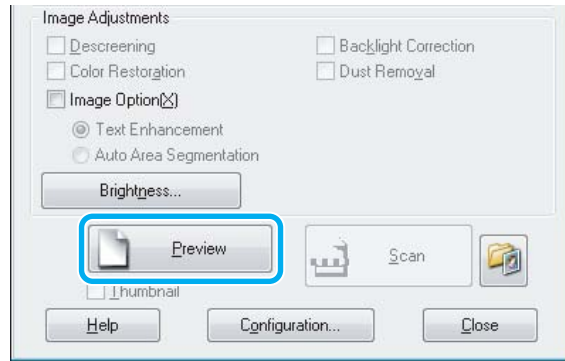 Image Adjustments
Descreening Backlight Correction
Color Restoration Dust Removal
Image Option(X)
Text Enhancement
Auto Area Segmentation
Brightness...
Preview Scan
Thumbnail
Help Configuration... Close